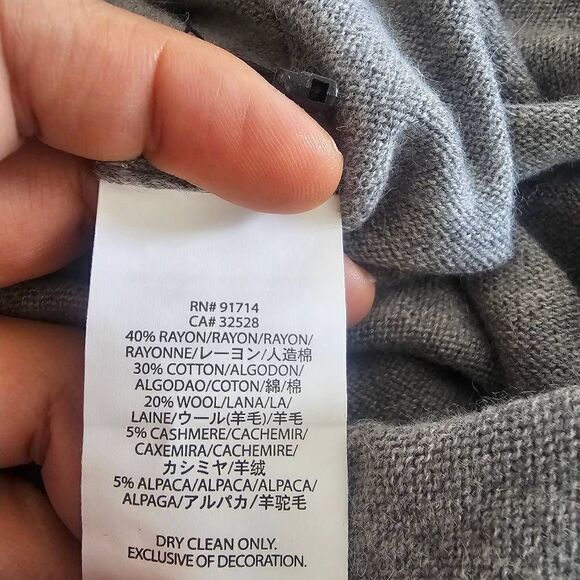 RN# 91714
CA# 32528
40% RAYON/RAYON/RAYON/
RAYONNE/レーヨン/人造棉
30% COTTON/ALGODON/
ALGODAO/COTON/綿/棉
20% WOOL/LANA/LA/
LAINE/ウール(羊毛)/羊毛
5% CASHMERE/CACHEMIR/
CAXEMIRA/CACHEMIRE/
カシミヤ/羊绒
5% ALPACA/ALPACA/ALPACA/
ALPAGA/アルパカ/羊驼毛
DRY CLEAN ONLY.
EXCLUSIVE OF DECORATION.